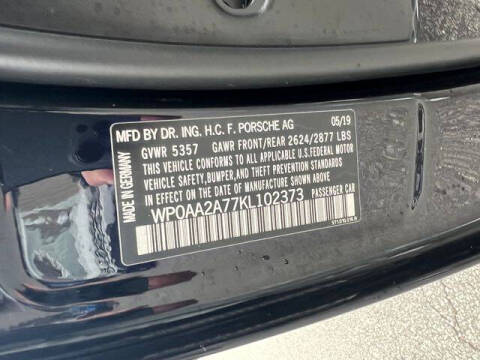 MFD BY DR. ING. H.C. F. PORSCHE AG 05/19
GVWR 5357 GAWR FRONT/REAR 2624/2877 LBS
THIS VEHICLE CONFORMS TO ALL APPLICABLE
U.S. FEDERAL MOTOR
VEHICLE SAFETY, BUMPER, AND THEFT PREVENTION
STANDARDS IN EFFECT ON THE DATE OF
MANUFACTURE SHOWN ABOVE.
WP0AA2A77KL102373 PASSENGER CAR
MADE IN GERMANY